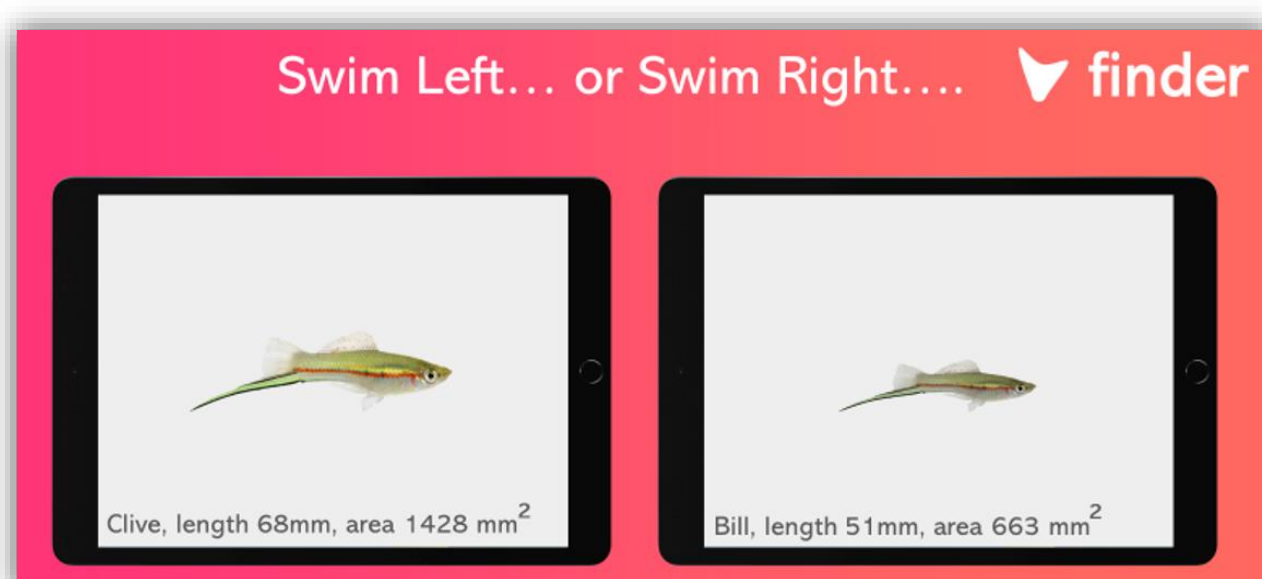 Swim Left... or Swim Right....
finder
Clive, length 68mm, area 1428 mm²
Bill, length 51mm, area 663 mm²